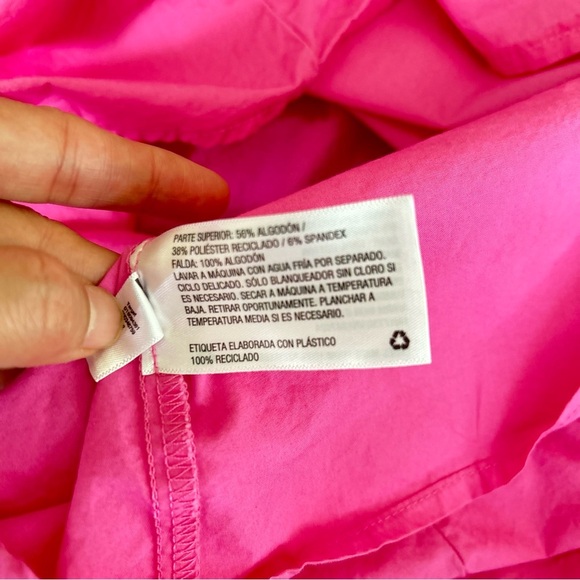 PARTE SUPERIOR: 56% ALGODÓN /
38% POLIÉSTER RECICLADO / 6% SPANDEX
FALDA: 100% ALGODÓN
LAVAR A MÁQUINA CON AGUA FRÍA POR SEPARADO.
CICLO DELICADO. SÓLO BLANQUEADOR SIN CLORO SI
ES NECESARIO. SECAR A MÁQUINA A TEMPERATURA
BAJA. RETIRAR OPORTUNAMENTE. PLANCHAR A
TEMPERATURA MEDIA SI ES NECESARIO.
ETIQUETA ELABORADA CON PLÁSTICO
100% RECICLADO